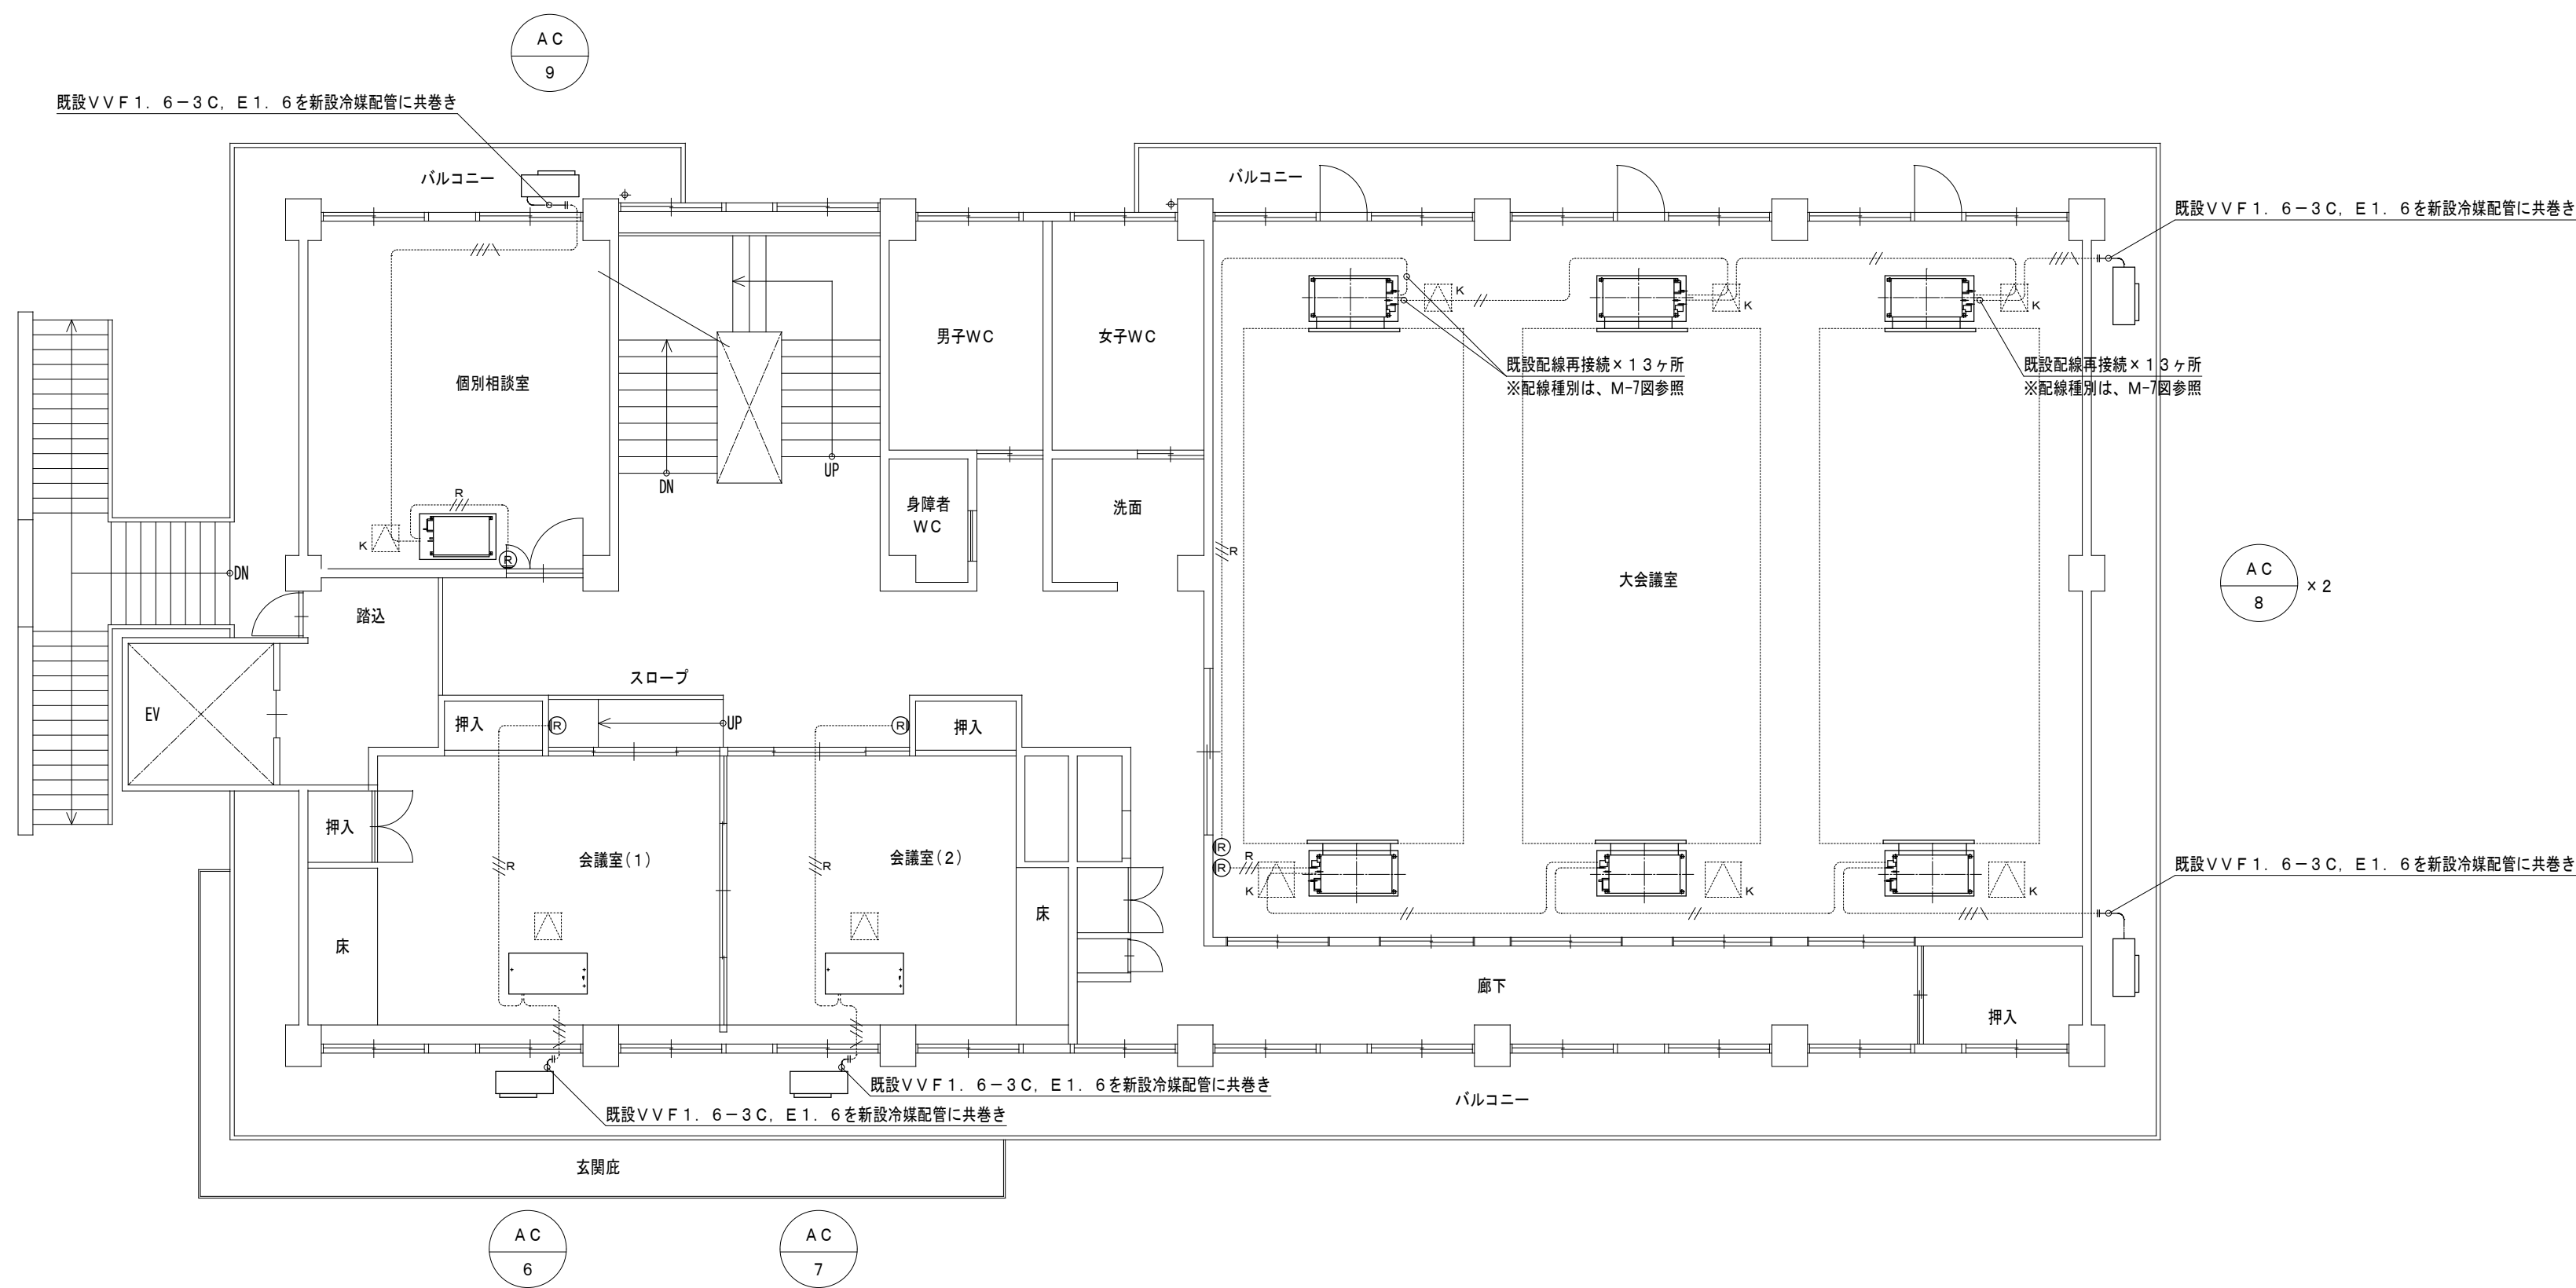 AC
9
既設VVF1．6−3C，E1．6を新設冷媒配管に共巻き
バルコニー
バルコニー
既設VVF1．6−3C，E1．6を新設冷媒配管に共巻き
K
K
K
男子WC
女子WC
既設配線再接続×13ヶ所
※配線種別は、M-7図参照
既設配線再接続×13ヶ所
※配線種別は、M-7図参照
個別相談室
UP
DN
R
身障者
WC
洗面
K
R
R
DN
大会議室
AC
8
×2
踏込
スロープ
EV
押入
R
UP
R
押入
押入
会議室(1)
会議室(2)
R
R
R
R
R
K
K
K
既設VVF1．6−3C，E1．6を新設冷媒配管に共巻き
床
床
廊下
押入
既設VVF1．6−3C，E1．6を新設冷媒配管に共巻き
既設VVF1．6−3C，E1．6を新設冷媒配管に共巻き
バルコニー
玄関庇
AC
6
AC
7